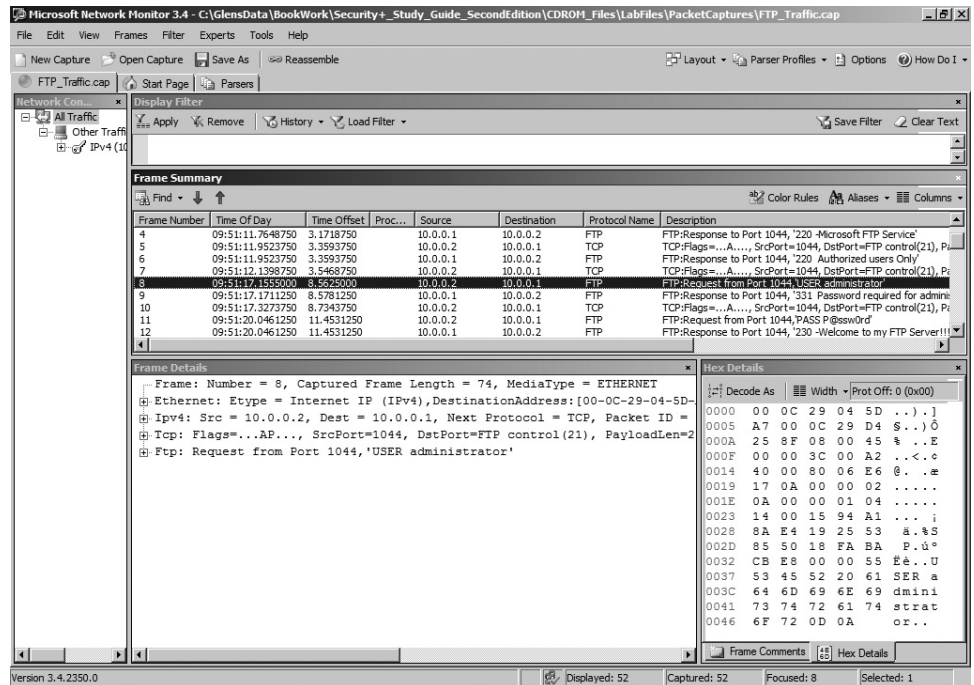 Microsoft Network Monitor 3.4 - C:\GlensData\BookWork\Security+_Study_Guide_SecondEdition\CDROM_Files\LabFiles\PacketCaptures\FTP_Traffic.cap
File Edit View Frames Filter Experts Tools Help
New Capture Open Capture Save As Reassemble Layout Parser Profiles Options How Do I
FTP_Traffic.cap Start Page Parsers
Network Con...
All Traffic
Other Traffi
IPv4 (10
Display Filter
Apply Remove History Load Filter Save Filter Clear Text
Frame Summary
Find Color Rules Aliases Columns
Frame Number Time Of Day Time Offset Proc... Source Destination Protocol Name Description
4 09:51:11.7648750 3.1718750 10.0.0.1 10.0.0.2 FTP FTP:Response to Port 1044, '220 -Microsoft FTP Service'
5 09:51:11.9523750 3.3593750 10.0.0.2 10.0.0.1 TCP TCP:Flags=...A...., SrcPort=1044, DstPort=FTP control(21), Pa
6 09:51:11.9523750 3.3593750 10.0.0.1 10.0.0.2 FTP FTP:Response to Port 1044, '220 Authorized users Only'
7 09:51:12.1398750 3.5468750 10.0.0.2 10.0.0.1 TCP TCP:Flags=...A...., SrcPort=1044, DstPort=FTP control(21), Pa
8 09:51:17.1555000 8.5625000 10.0.0.2 10.0.0.1 FTP FTP:Request from Port 1044,'USER administrator'
9 09:51:17.1711250 8.5781250 10.0.0.1 10.0.0.2 FTP FTP:Response to Port 1044, '331 Password required for adminis
10 09:51:17.3273750 8.7343750 10.0.0.2 10.0.0.1 TCP TCP:Flags=...A...., SrcPort=1044, DstPort=FTP control(21), Pa
11 09:51:20.0461250 11.4531250 10.0.0.2 10.0.0.1 FTP FTP:Request from Port 1044,'PASS P@ssw0rd'
12 09:51:20.0461250 11.4531250 10.0.0.1 10.0.0.2 FTP FTP:Response to Port 1044, '230 -Welcome to my FTP Server!!!
Frame Details
Frame: Number = 8, Captured Frame Length = 74, MediaType = ETHERNET
Ethernet: Etype = Internet IP (IPv4),DestinationAddress:[00-0C-29-04-5D-
Ipv4: Src = 10.0.0.2, Dest = 10.0.0.1, Next Protocol = TCP, Packet ID =
Tcp: Flags=...AP..., SrcPort=1044, DstPort=FTP control(21), PayloadLen=2
Ftp: Request from Port 1044,'USER administrator'
Hex Details
Decode As Width Prot Off: 0 (0x00)
0000 00 0C 29 04 5D ..).]
0005 A7 00 0C 29 D4 §..)Ô
000A 25 8F 08 00 45 % ..E
000F 00 00 3C 00 A2 ..<.¢
0014 40 00 80 06 E6 @. .æ
0019 17 0A 00 00 02 .....
001E 0A 00 00 01 04 .....
0023 14 00 15 94 A1 ... ¡
0028 8A E4 19 25 53 ä.%S
002D 85 50 18 FA BA P.úº
0032 CB E8 00 00 55 Ëè..U
0037 53 45 52 20 61 SER a
003C 64 6D 69 6E 69 dmini
0041 73 74 72 61 74 strat
0046 6F 72 0D 0A or..
Frame Comments Hex Details
Version 3.4.2350.0 Displayed: 52 Captured: 52 Focused: 8 Selected: 1